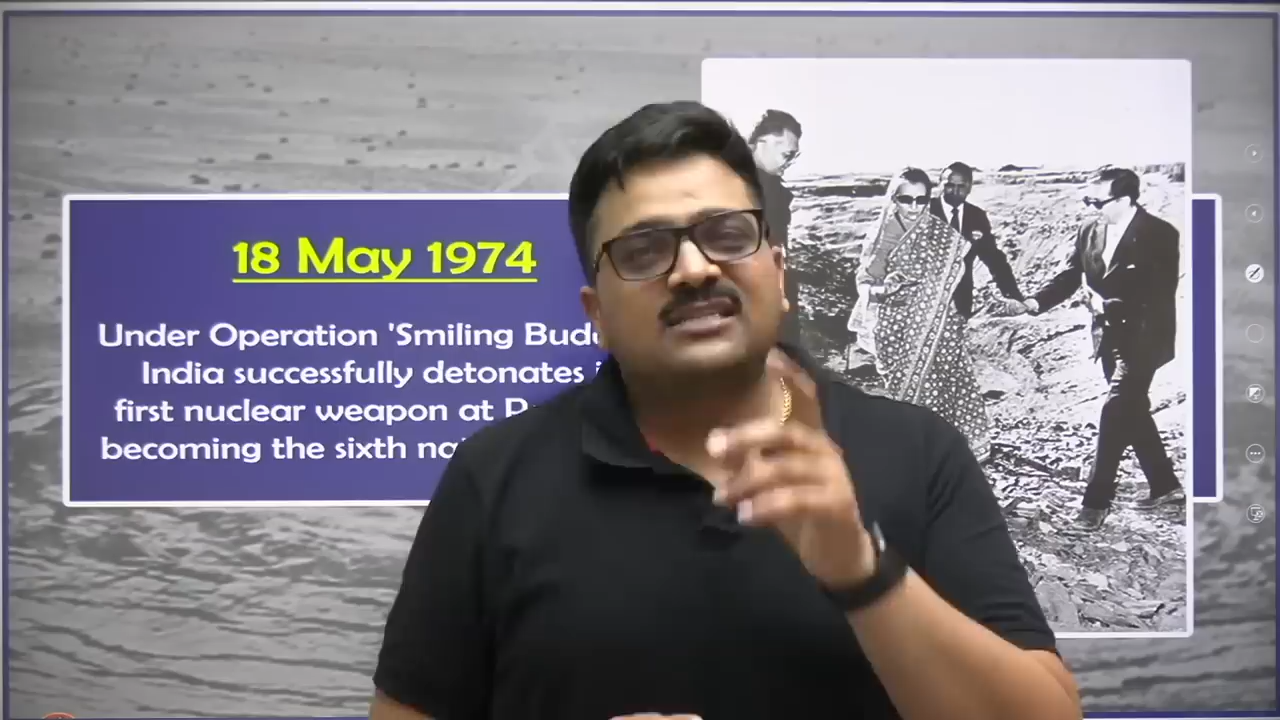 18 May 1974
Under Operation 'Smiling
India successfully detonates
first nuclear weapon at
becoming the sixth